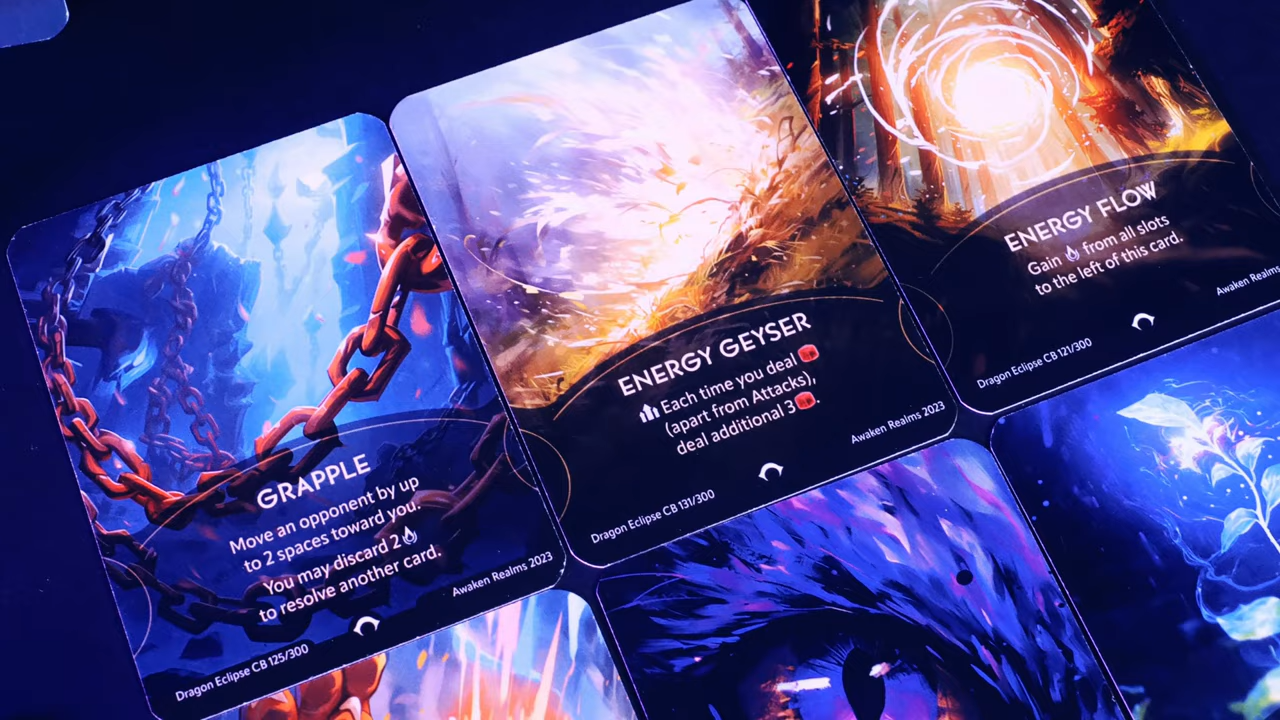 GRAPPLE
Move an opponent by up
to 2 spaces toward you.
You may discard 2
to resolve another card.
Dragon Eclipse CB 125/300
Awaken Realms 2023
ENERGY GEYSER
Each time you deal
(apart from Attacks),
deal additional 3.
Dragon Eclipse CB 131/300
Awaken Realms 2023
ENERGY FLOW
Gain from all slots
to the left of this card.
Dragon Eclipse CB 121/300
Awaken Realms